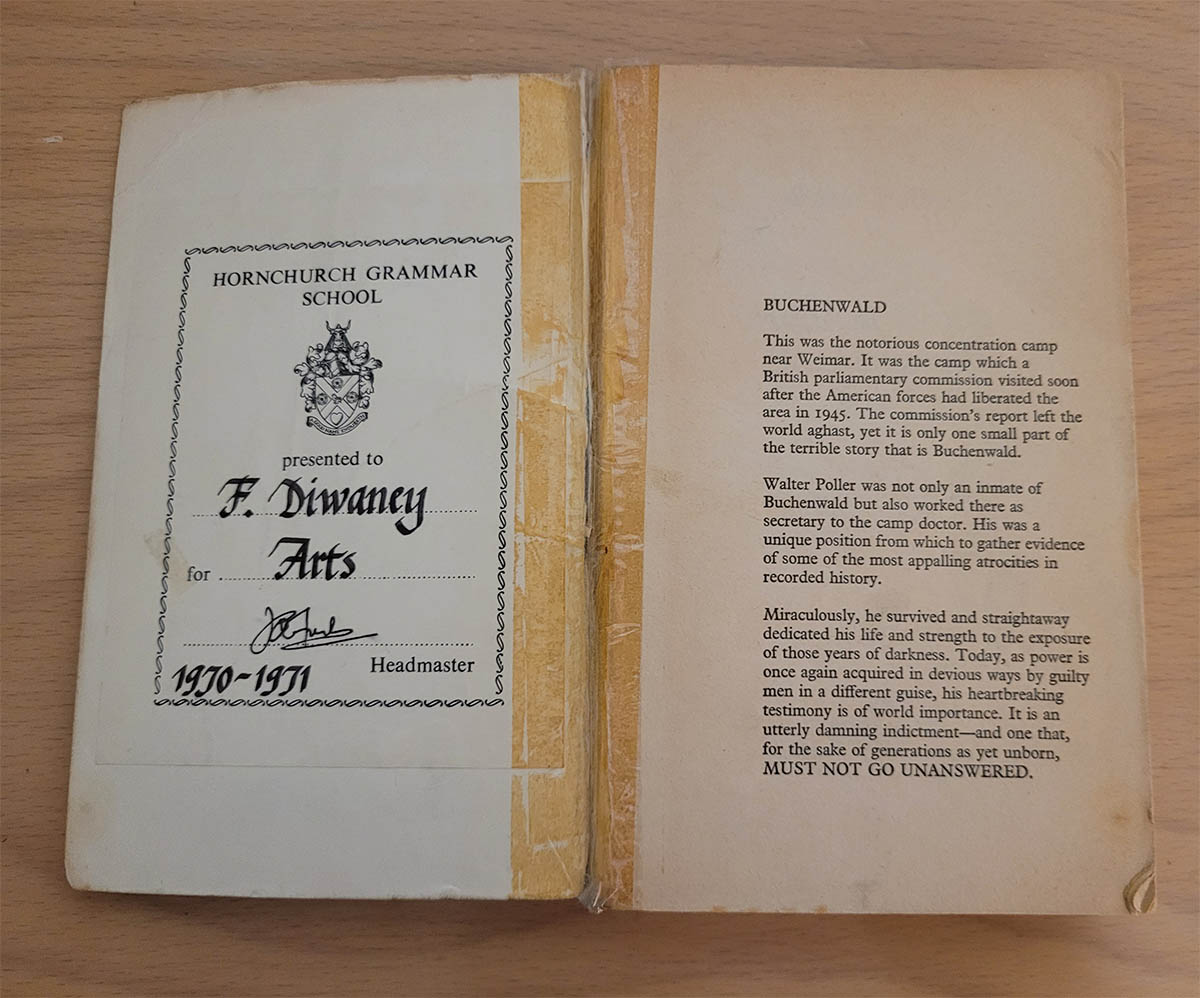 HORNCHURCH GRAMMAR
SCHOOL
presented to
F. Diwaney
for Arts
Headmaster
1970-1971
BUCHENWALD
This was the notorious concentration camp
near Weimar. It was the camp which a
British parliamentary commission visited soon
after the American forces had liberated the
area in 1945. The commission's report left the
world aghast, yet it is only one small part of
the terrible story that is Buchenwald.
Walter Poller was not only an inmate of
Buchenwald but also worked there as
secretary to the camp doctor. His was a
unique position from which to gather evidence
of some of the most appalling atrocities in
recorded history.
Miraculously, he survived and straightaway
dedicated his life and strength to the exposure
of those years of darkness. Today, as power is
once again acquired in devious ways by guilty
men in a different guise, his heartbreaking
testimony is of world importance. It is an
utterly damning indictment—and one that,
for the sake of generations as yet unborn,
MUST NOT GO UNANSWERED.